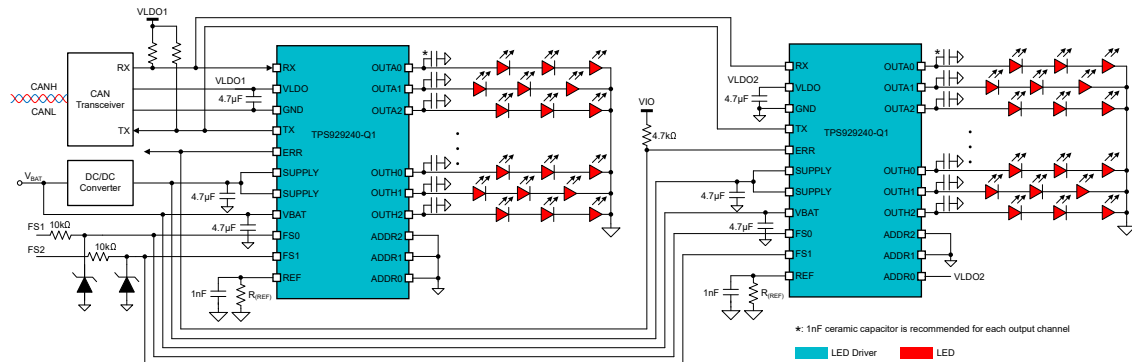 VLDO1
RX
CANH
CANL
CAN
Transceiver
TX
VLDO1
4.7µF
V_BAT
DC/DC
Converter
4.7µF
4.7µF
FS1
10kΩ
FS2
10kΩ
1nF
R_(REF)
RX
VLDO
GND
TX
ERR
SUPPLY
SUPPLY
VBAT
FS0
FS1
REF
TPS929240-Q1
OUTA0
OUTA1
OUTA2
OUTH0
OUTH1
OUTH2
ADDR2
ADDR1
ADDR0
*
VIO
4.7kΩ
VLDO2
4.7µF
4.7µF
4.7µF
1nF
R_(REF)
RX
VLDO
GND
TX
ERR
SUPPLY
SUPPLY
VBAT
FS0
FS1
REF
TPS929240-Q1
OUTA0
OUTA1
OUTA2
OUTH0
OUTH1
OUTH2
ADDR2
ADDR1
ADDR0
*
VLDO2
*: 1nF ceramic capacitor is recommended for each output channel
LED Driver
LED